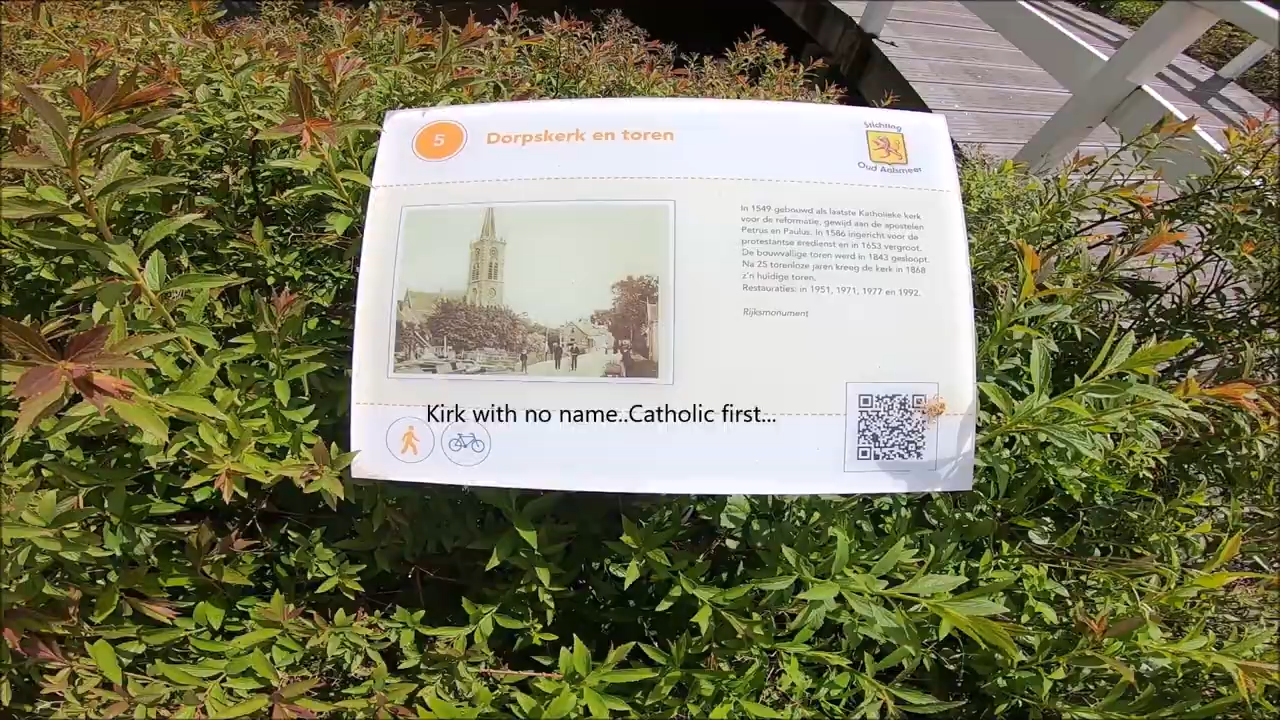 5
Dorpskerk en toren
Stichting
Oud Aalsmeer
In 1549 gebouwd als laatste Katholieke kerk
voor de reformatie, gewijd aan de apostelen
Petrus en Paulus. In 1586 ingericht voor de
protestantse eredienst en in 1653 vergroot.
De bouwvallige toren werd in 1843 gesloopt.
Na 25 torenloze jaren kreeg de kerk in 1868
z'n huidige toren.
Restauraties: in 1951, 1971, 1977 en 1992.
Rijksmonument
Kirk with no name..Catholic first...